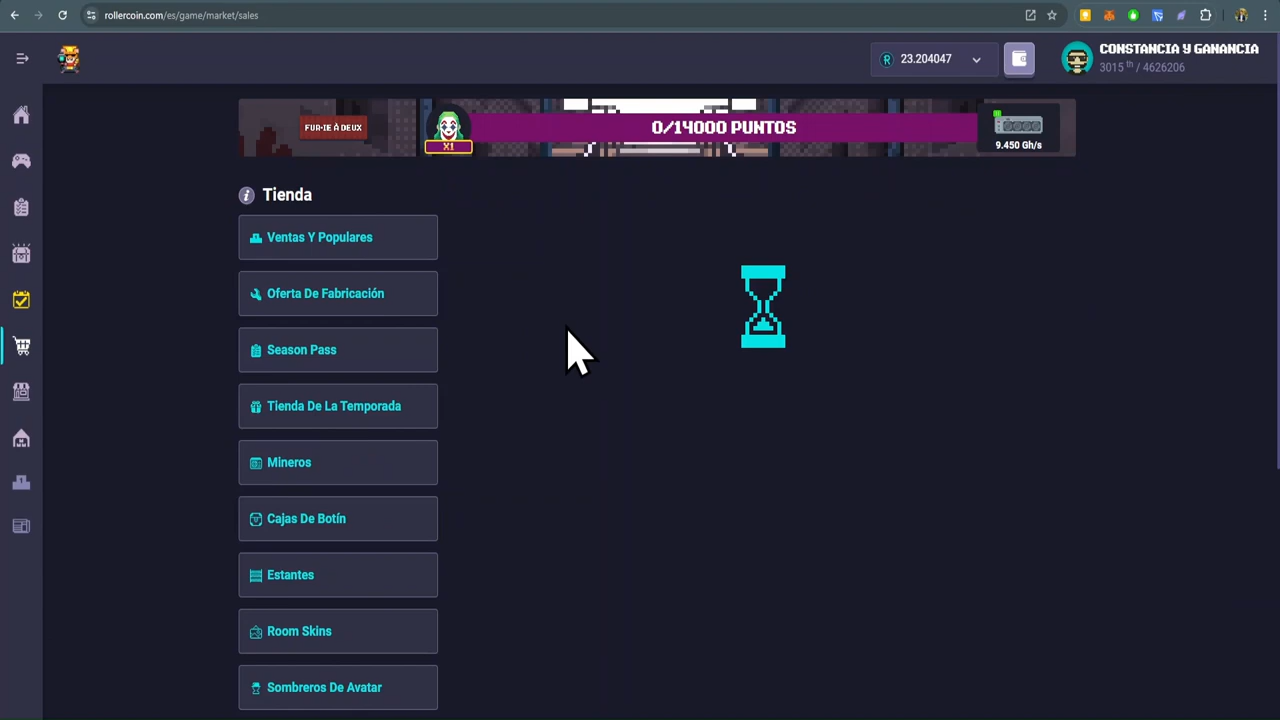 rollercoin.com/es/game/market/sales
23.204047
CONSTANCIA Y GANANCIA
3015 th / 4626206
FUR·IE À DEUX
X1
0/14000 PUNTOS
9.450 Gh/s
Tienda
Ventas Y Populares
Oferta De Fabricación
Season Pass
Tienda De La Temporada
Mineros
Cajas De Botín
Estantes
Room Skins
Sombreros De Avatar